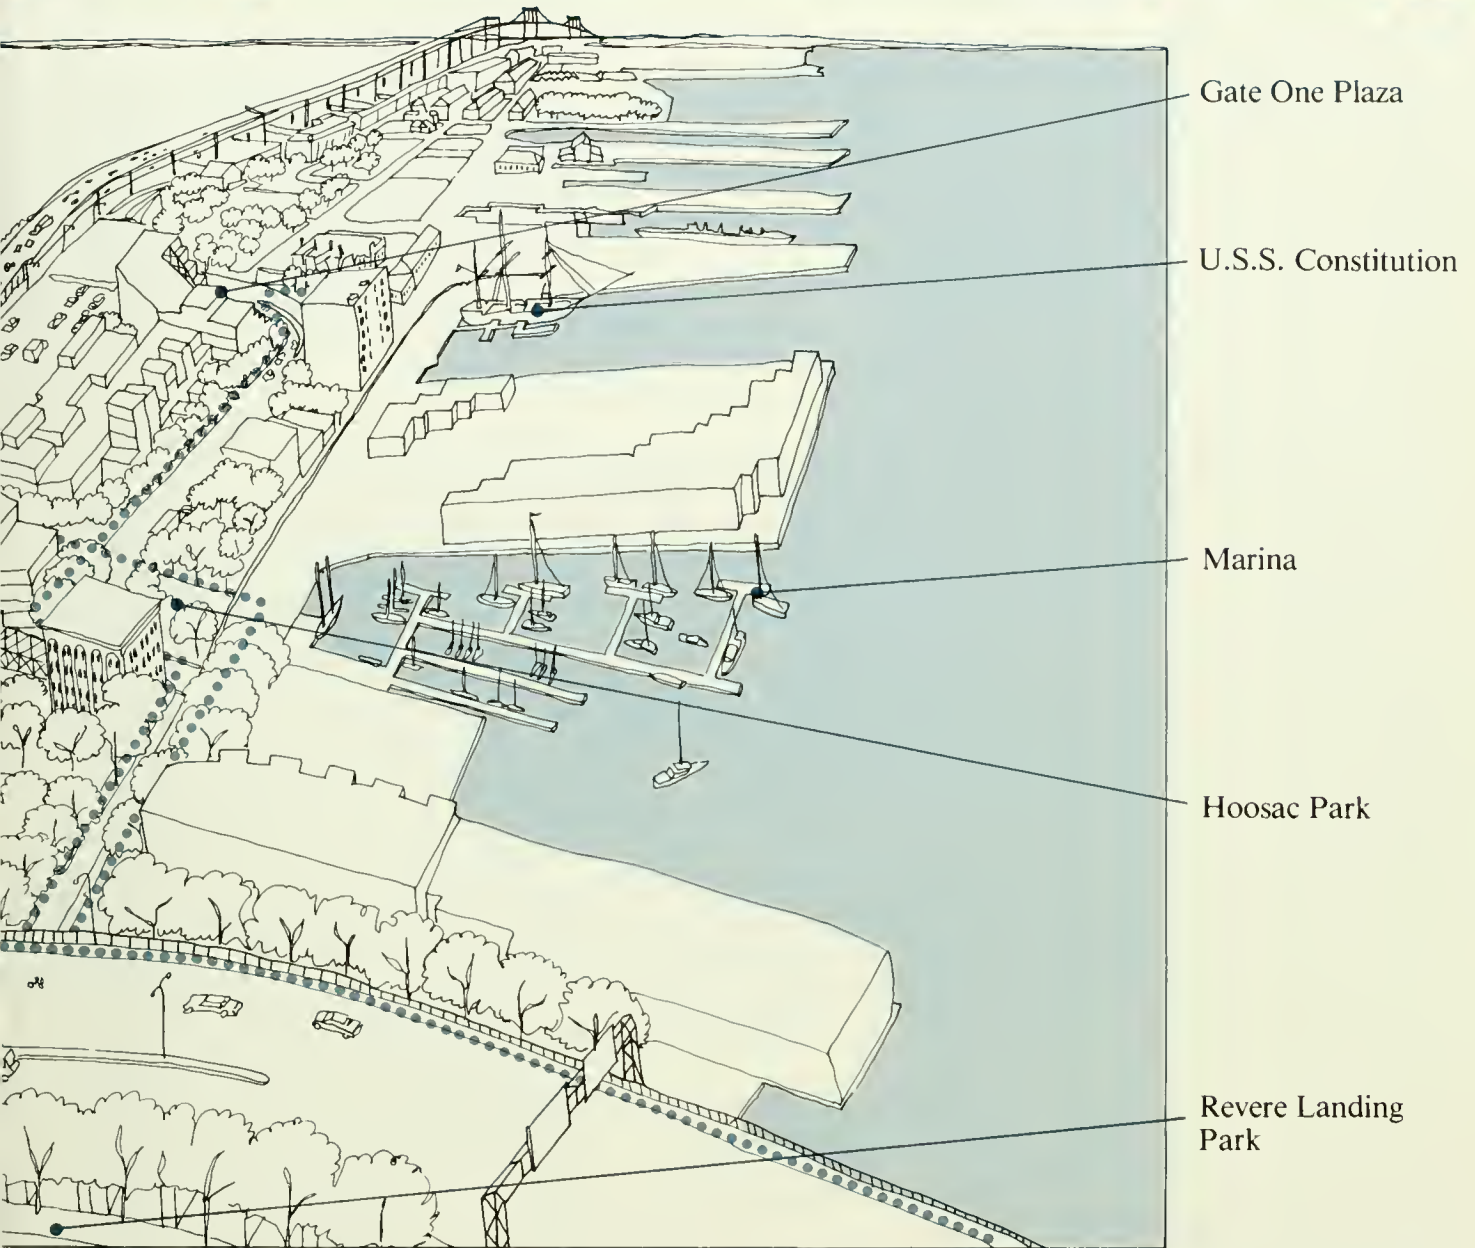 Gate One Plaza
U.S.S. Constitution
Marina
Hoosac Park
Revere Landing
Park